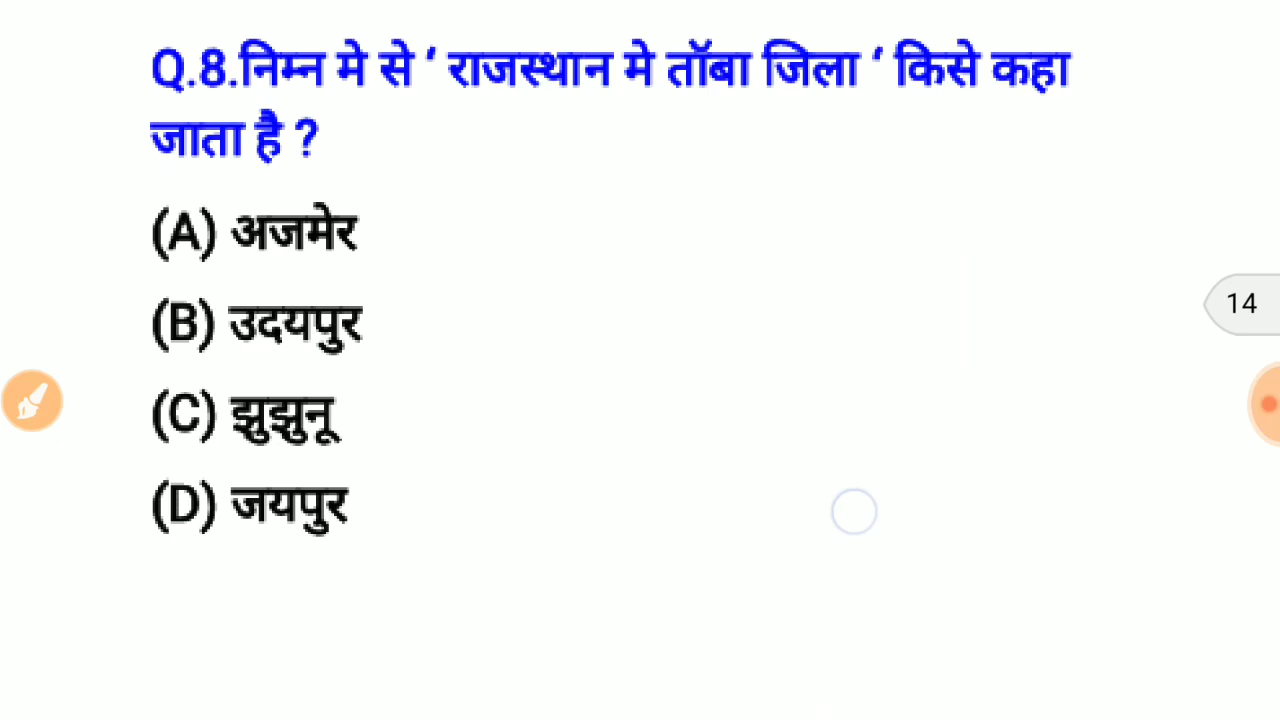 Q.8.निम्न मे से ‘ राजस्थान मे तॉबा जिला ‘ किसे कहा
जाता है ?
(A) अजमेर
(B) उदयपुर
(C) झुझुनू
(D) जयपुर
14